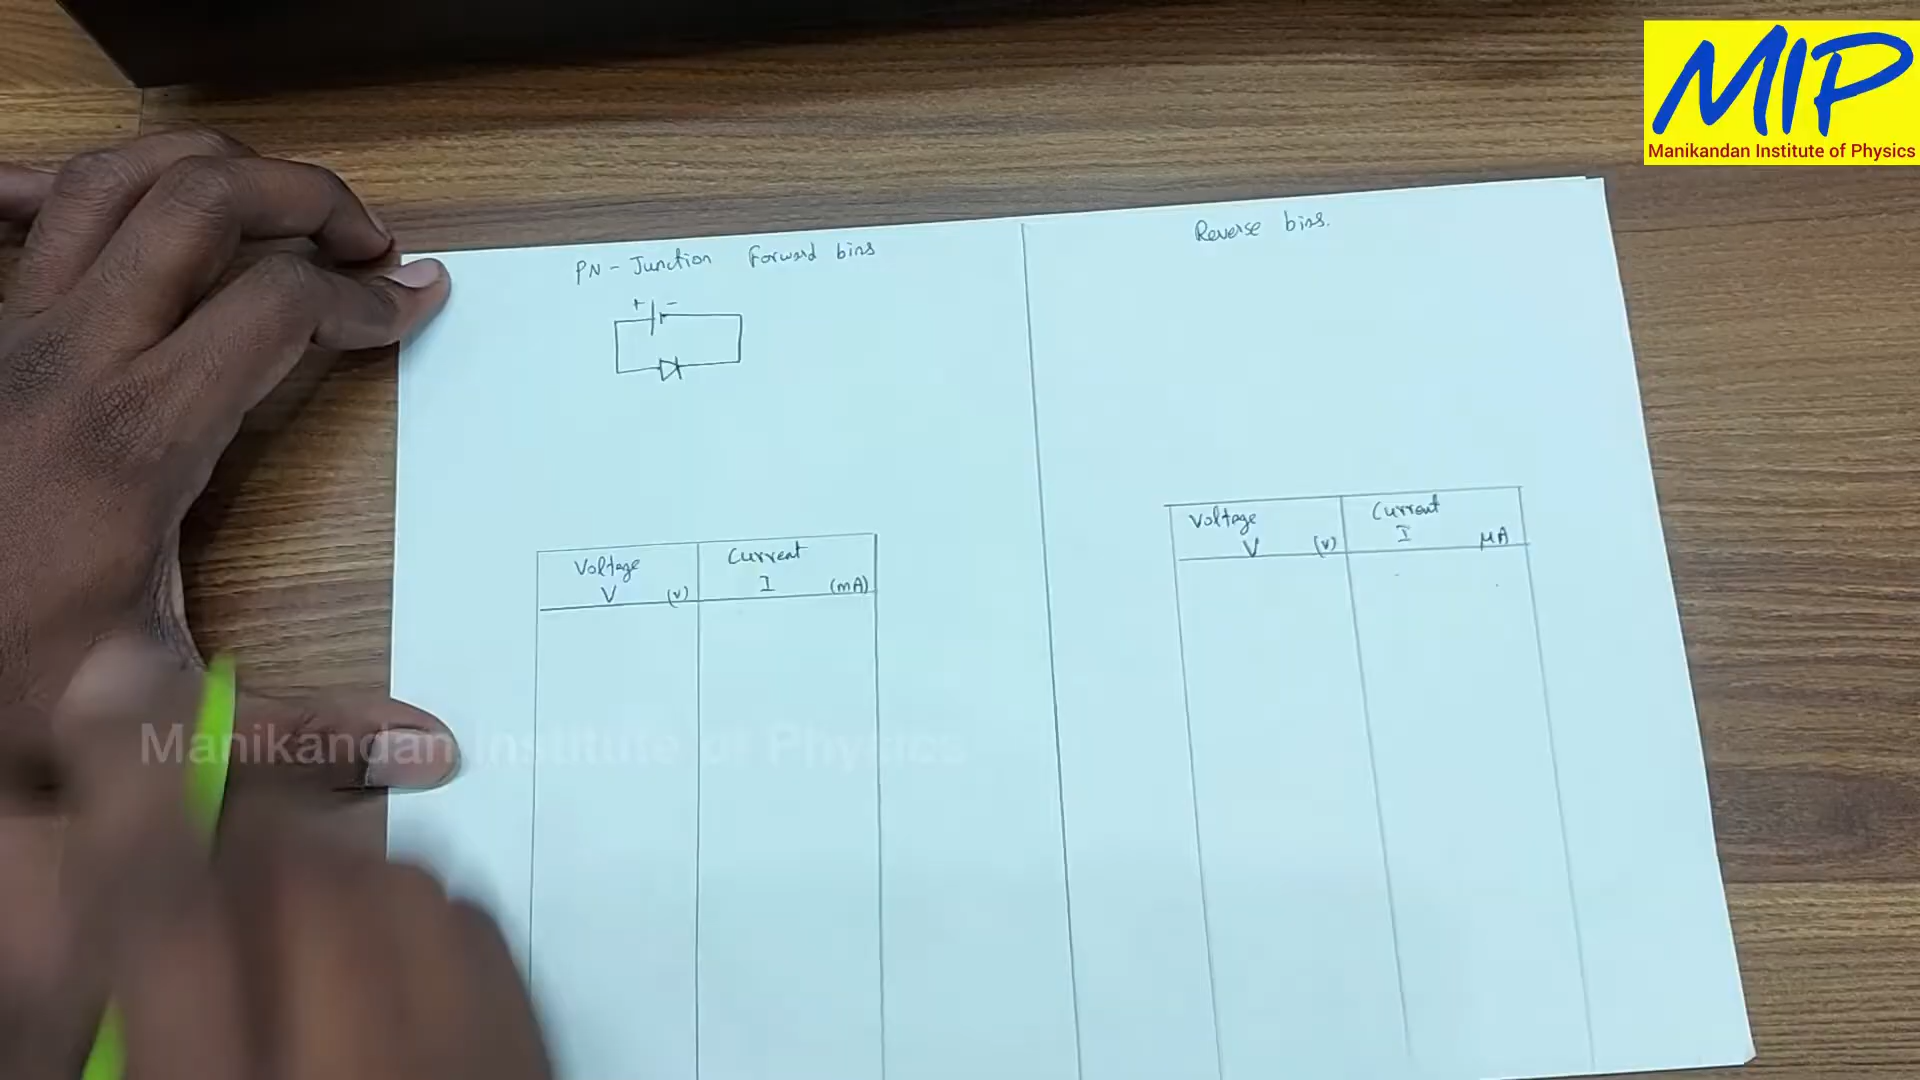 MIP
Manikandan Institute of Physics
PN - Junction Forward bias
+ -
Voltage
V (v)
Current
I (mA)
Reverse bias.
Voltage
V (v)
Current
I μA
Manikandan Institute of Physics